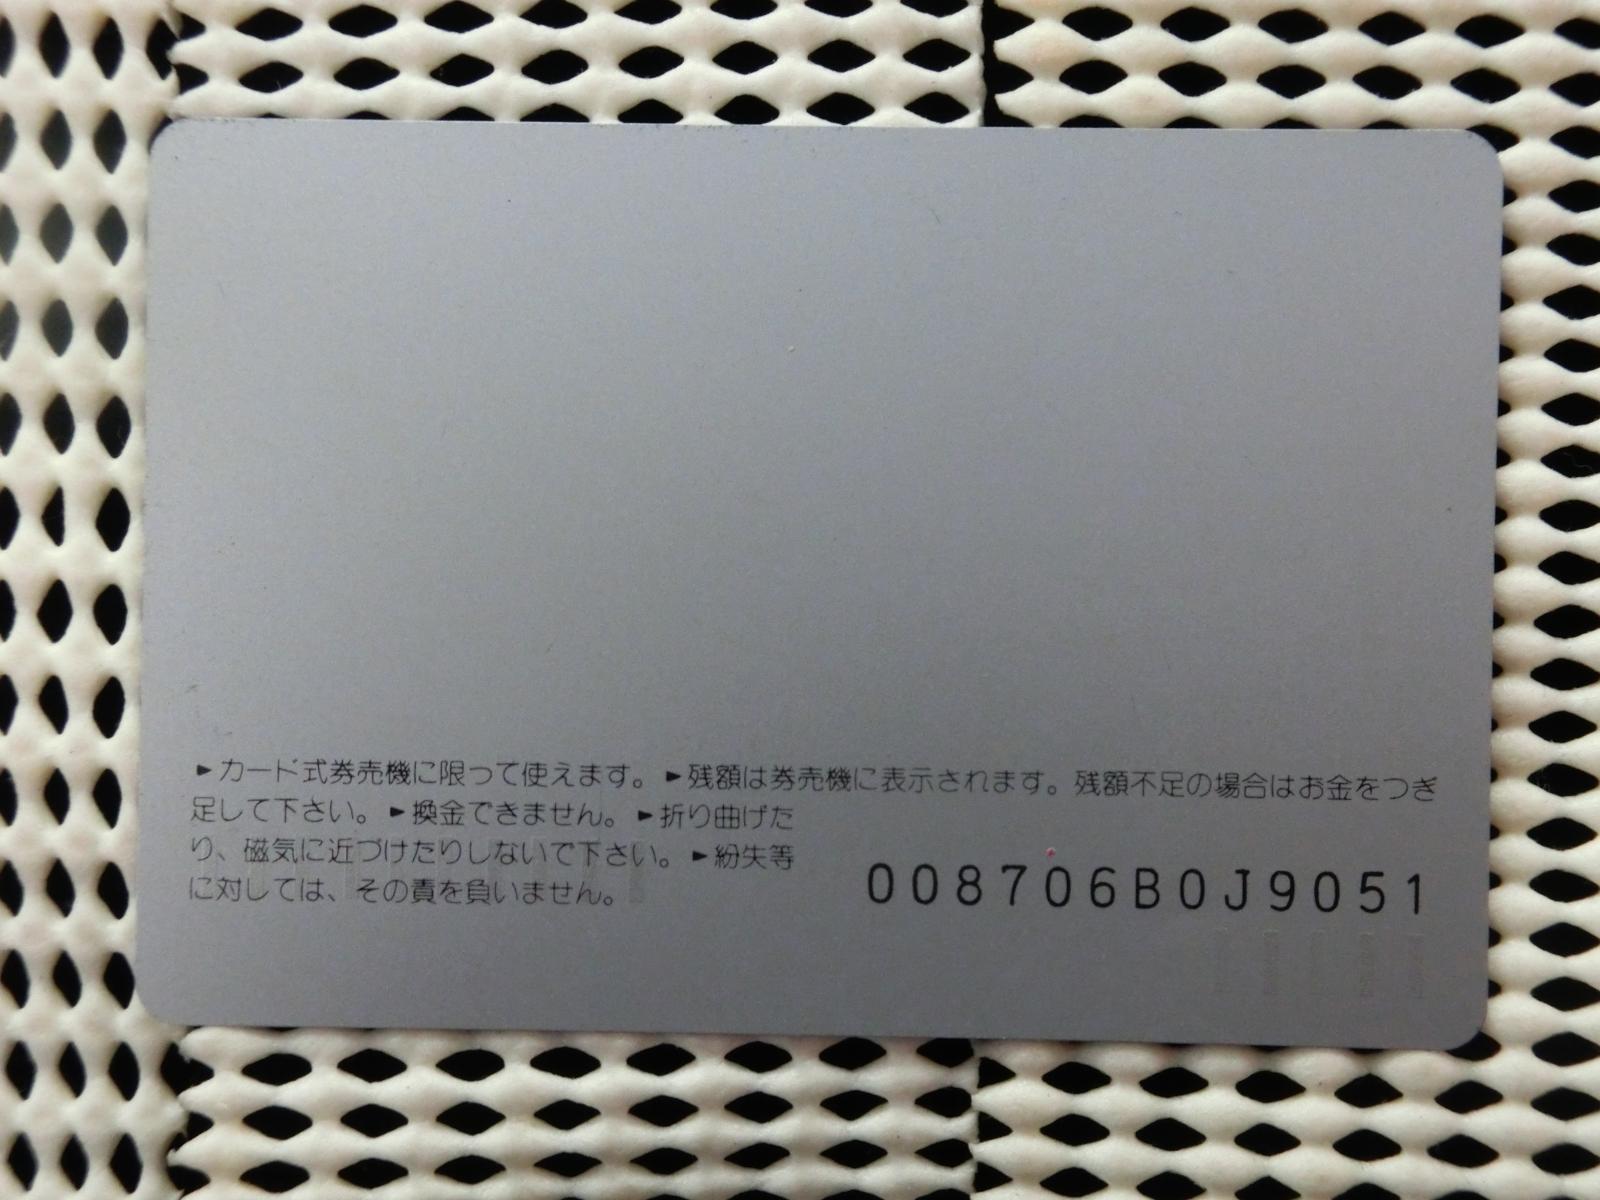 ►カード式券売機に限って使えます。►残額は券売機に表示されます。残額不足の場合はお金をつぎ
足して下さい。►換金できません。►折り曲げた
り、磁気に近づけたりしないで下さい。►紛失等
に対しては、その責を負いません。
008706B0J9051